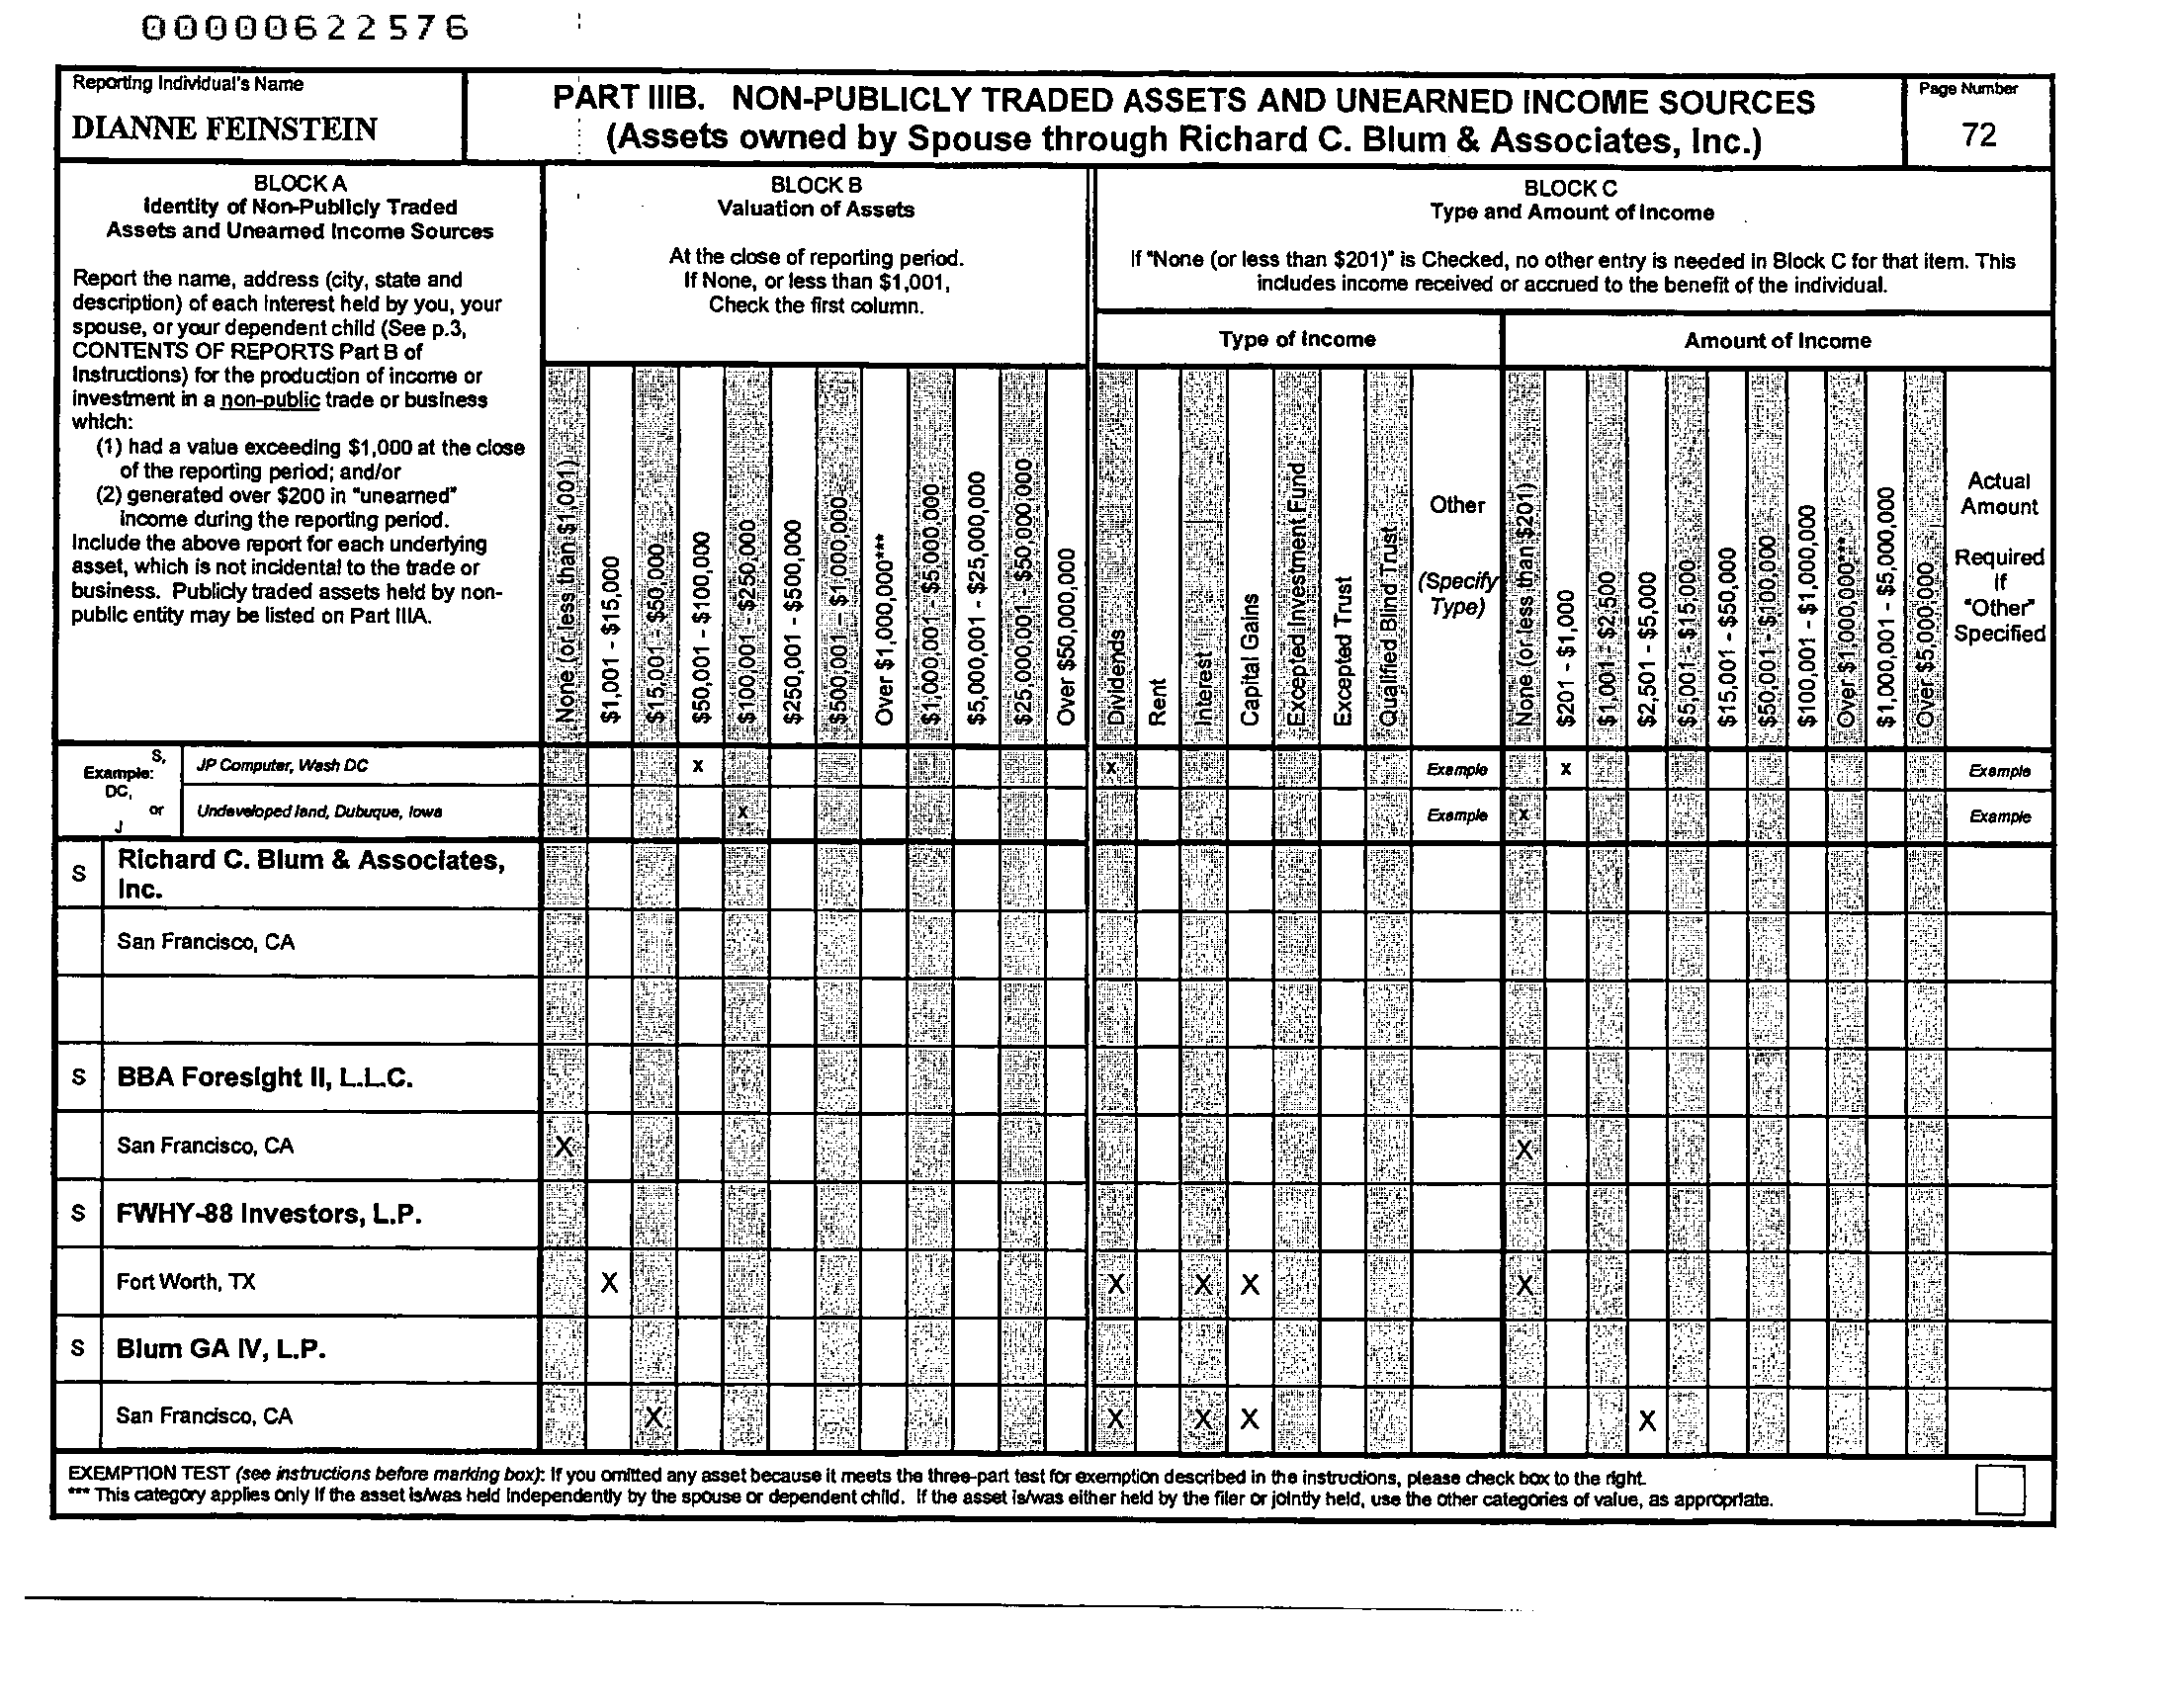 00000622576
Reporting Individual's Name
DIANNE FEINSTEIN
PART IIIB. NON-PUBLICLY TRADED ASSETS AND UNEARNED INCOME SOURCES
(Assets owned by Spouse through Richard C. Blum & Associates, Inc.)
Page Number
72
BLOCK A
Identity of Non-Publicly Traded
Assets and Unearned Income Sources
Report the name, address (city, state and
description) of each interest held by you, your
spouse, or your dependent child (See p.3,
CONTENTS OF REPORTS Part B of
Instructions) for the production of income or
investment in a non-public trade or business
which:
(1) had a value exceeding $1,000 at the close
of the reporting period; and/or
(2) generated over $200 in "unearned"
income during the reporting period.
Include the above report for each underlying
asset, which is not incidental to the trade or
business. Publicly traded assets held by non-
public entity may be listed on Part IIIA.
BLOCK B
Valuation of Assets
At the close of reporting period.
If None, or less than $1,001,
Check the first column.
None (or less than $1,001)
$1,001 - $15,000
$15,001 - $50,000
$50,001 - $100,000
$100,001 - $250,000
$250,001 - $500,000
$500,001 - $1,000,000
Over $1,000,000***
$1,000,001 - $5,000,000
$5,000,001 - $25,000,000
$25,000,001 - $50,000,000
Over $50,000,000
BLOCK C
Type and Amount of Income
If "None (or less than $201)" is Checked, no other entry is needed in Block C for that item. This
includes income received or accrued to the benefit of the individual.
Type of Income
Amount of Income
Dividends
Rent
Interest
Capital Gains
Excepted Investment Fund
Excepted Trust
Qualified Blind Trust
Other
(Specify
Type)
None (or less than $201)
$201 - $1,000
$1,001 - $2,500
$2,501 - $5,000
$5,001 - $15,000
$15,001 - $50,000
$50,001 - $100,000
$100,001 - $1,000,000
Over $1,000,000***
$1,000,001 - $5,000,000
Over $5,000,000
Actual
Amount
Required
if
"Other"
Specified
Example:
S,
DC,
or
J
JP Computer, Wash DC x x Example x Example
Undeveloped land, Dubuque, Iowa x Example x Example
S Richard C. Blum & Associates,
Inc.
San Francisco, CA
S BBA Foresight II, L.L.C.
San Francisco, CA X X
S FWHY-88 Investors, L.P.
Fort Worth, TX X X X X X
S Blum GA IV, L.P.
San Francisco, CA X X X X X
EXEMPTION TEST (see instructions before marking box): If you omitted any asset because it meets the three-part test for exemption described in the instructions, please check box to the right.
*** This category applies only if the asset is/was held independently by the spouse or dependent child. If the asset is/was either held by the filer or jointly held, use the other categories of value, as appropriate.